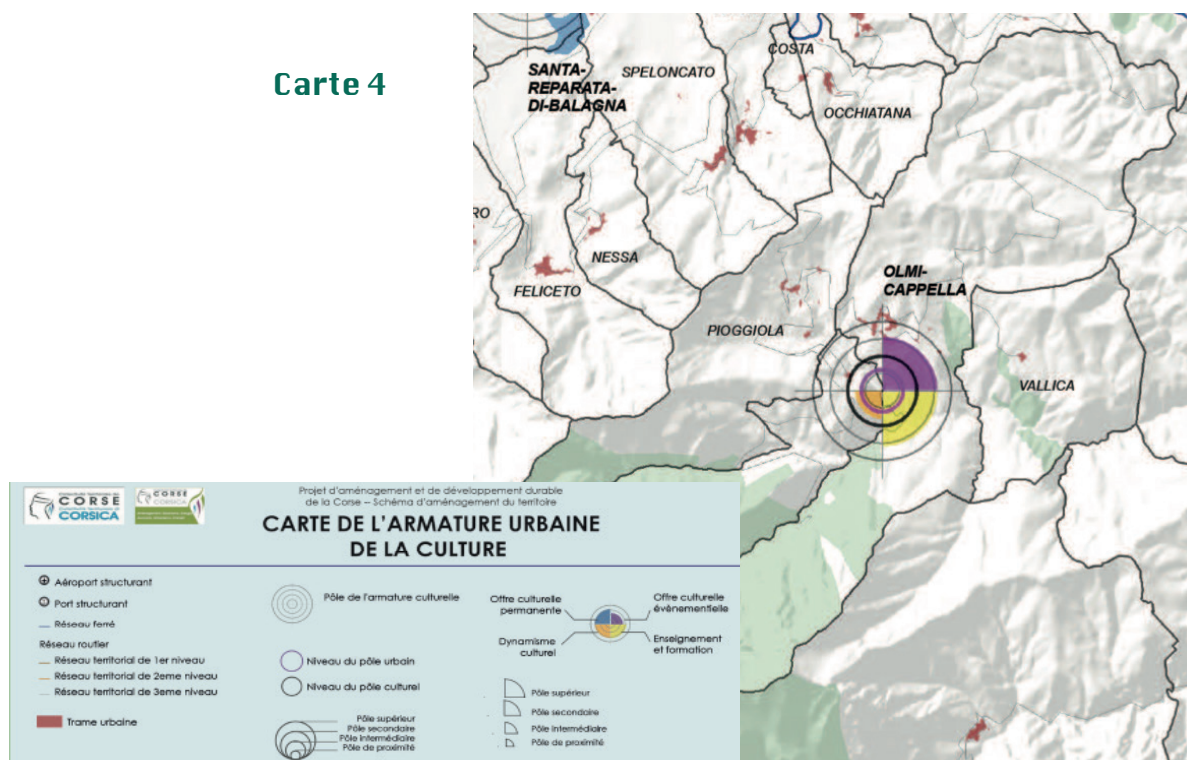 Carte 4
COSTA
SANTA-
REPARATA-
DI-BALAGNA
SPELONCATO
OCCHIATANA
RO
NESSA
FELICETO
OLMI-
CAPPELLA
PIOGGIOLA
VALLICA
CORSE
CORSICA
CORSE
CORSICA
Projet d'aménagement et de développement durable
de la Corse – Schéma d'aménagement du territoire
CARTE DE L'ARMATURE URBAINE
DE LA CULTURE
Aéroport structurant
Port structurant
Réseau ferré
Réseau routier
Réseau territorial de 1er niveau
Réseau territorial de 2eme niveau
Réseau territorial de 3eme niveau
Trame urbaine
Pôle de l'armature culturelle
Niveau du pôle urbain
Niveau du pôle culturel
Pôle supérieur
Pôle secondaire
Pôle intermédiaire
Pôle de proximité
Offre culturelle
permanente
Offre culturelle
évènementielle
Dynamisme
culturel
Enseignement
et formation
Pôle supérieur
Pôle secondaire
Pôle intermédiaire
Pôle de proximité